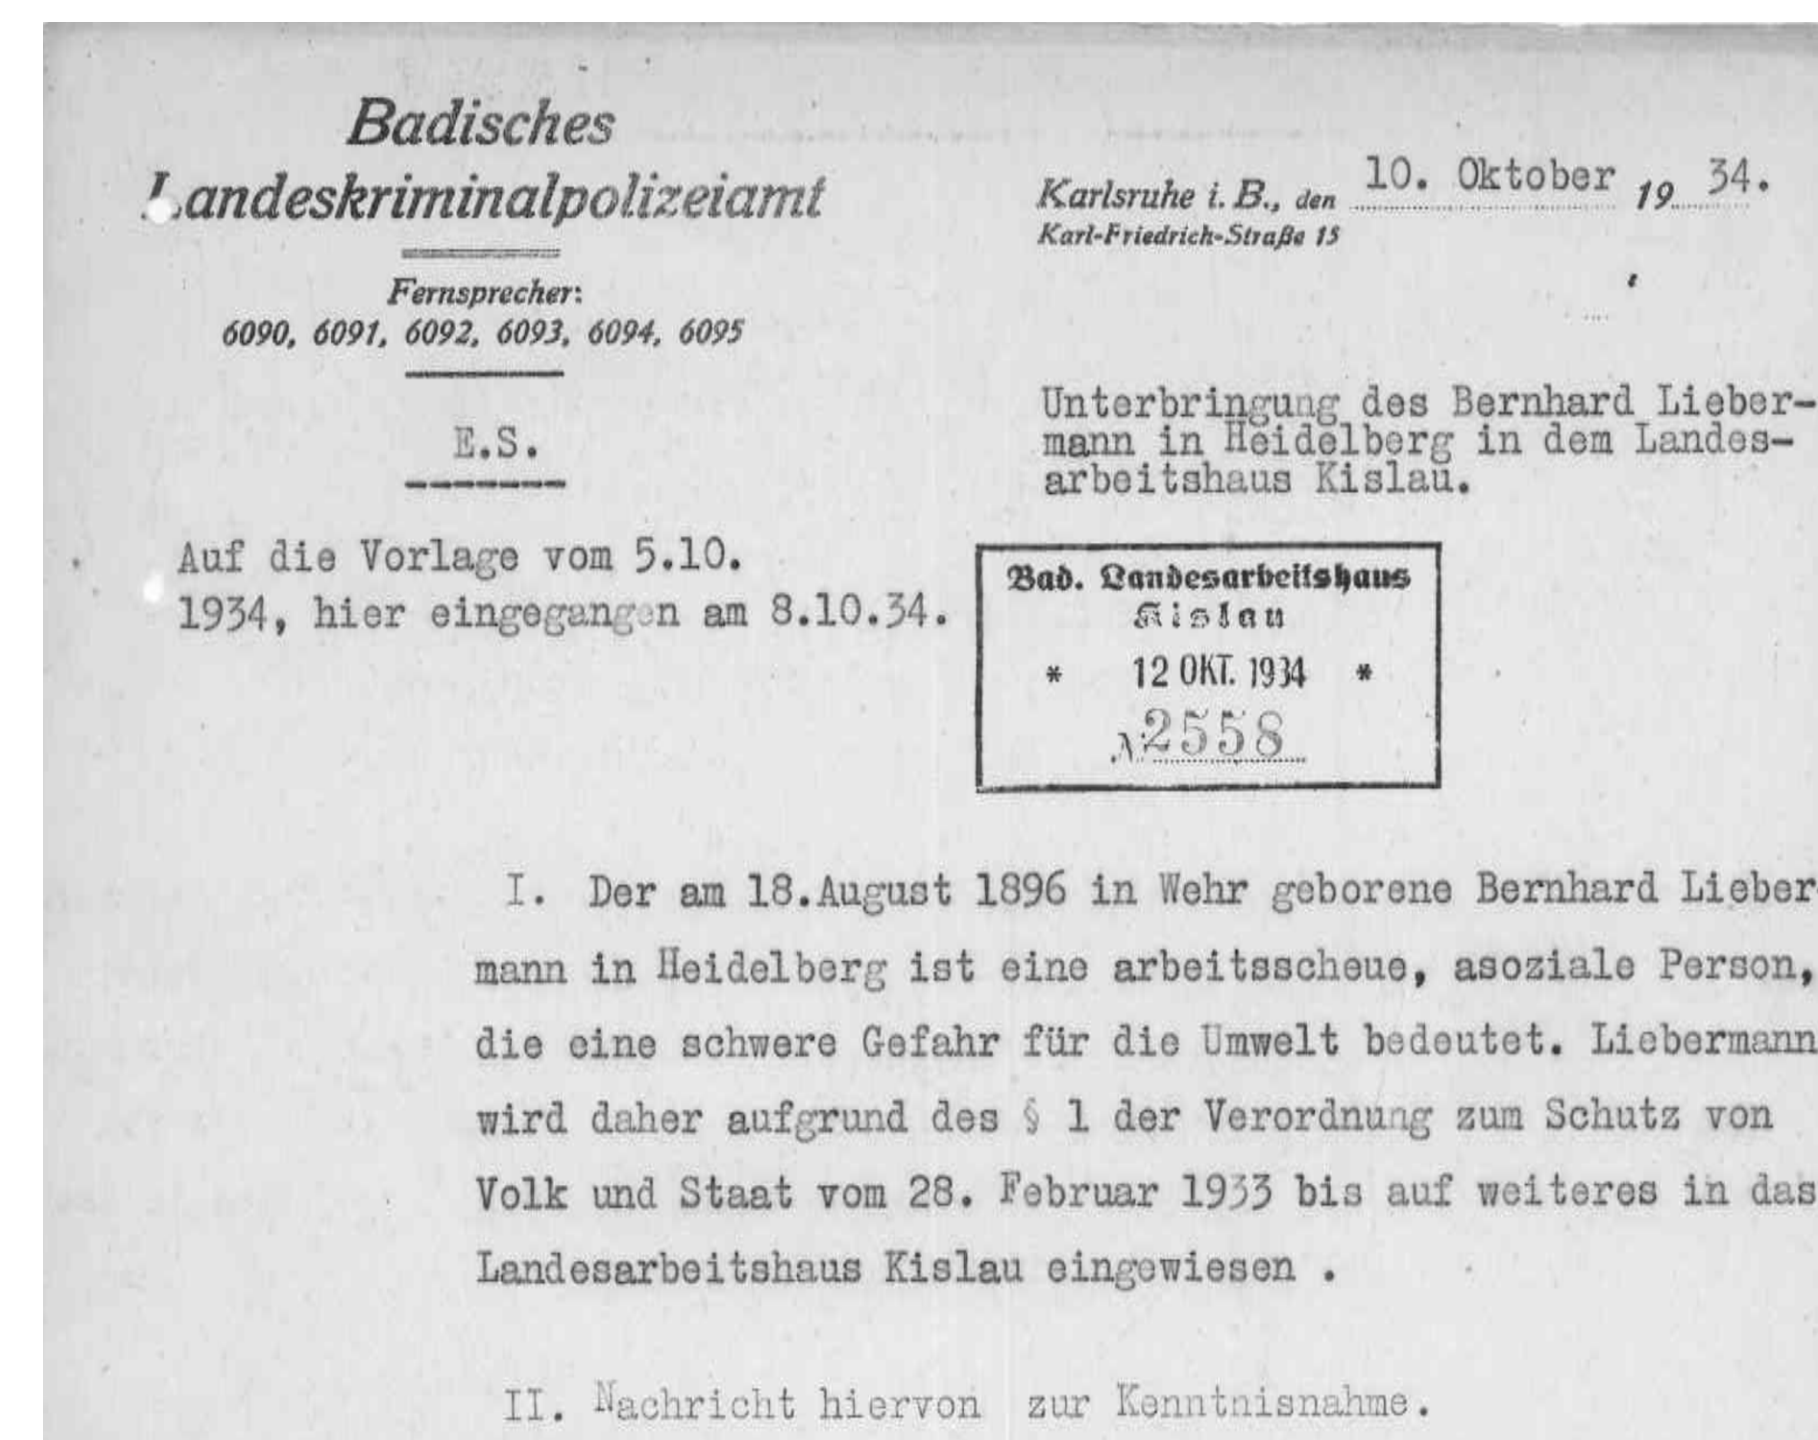 Badisches
Landeskriminalpolizeiamt
Fernsprecher:
6090, 6091, 6092, 6093, 6094, 6095
E.S.
Karlsruhe i. B., den 10. Oktober 19 34.
Karl-Friedrich-Straße 15
Unterbringung des Bernhard Lieber-
mann in Heidelberg in dem Landes-
arbeitshaus Kislau.
Auf die Vorlage vom 5.10.
1934, hier eingegangen am 8.10.34.
Bad. Landesarbeitshaus
Kislau
* 12 OKT. 1934 *
№ 2558
I. Der am 18.August 1896 in Wehr geborene Bernhard Lieber-
mann in Heidelberg ist eine arbeitsscheue, asoziale Person,
die eine schwere Gefahr für die Umwelt bedeutet. Liebermann
wird daher aufgrund des § 1 der Verordnung zum Schutz von
Volk und Staat vom 28. Februar 1933 bis auf weiteres in das
Landesarbeitshaus Kislau eingewiesen .
II. Nachricht hiervon zur Kenntnisnahme.